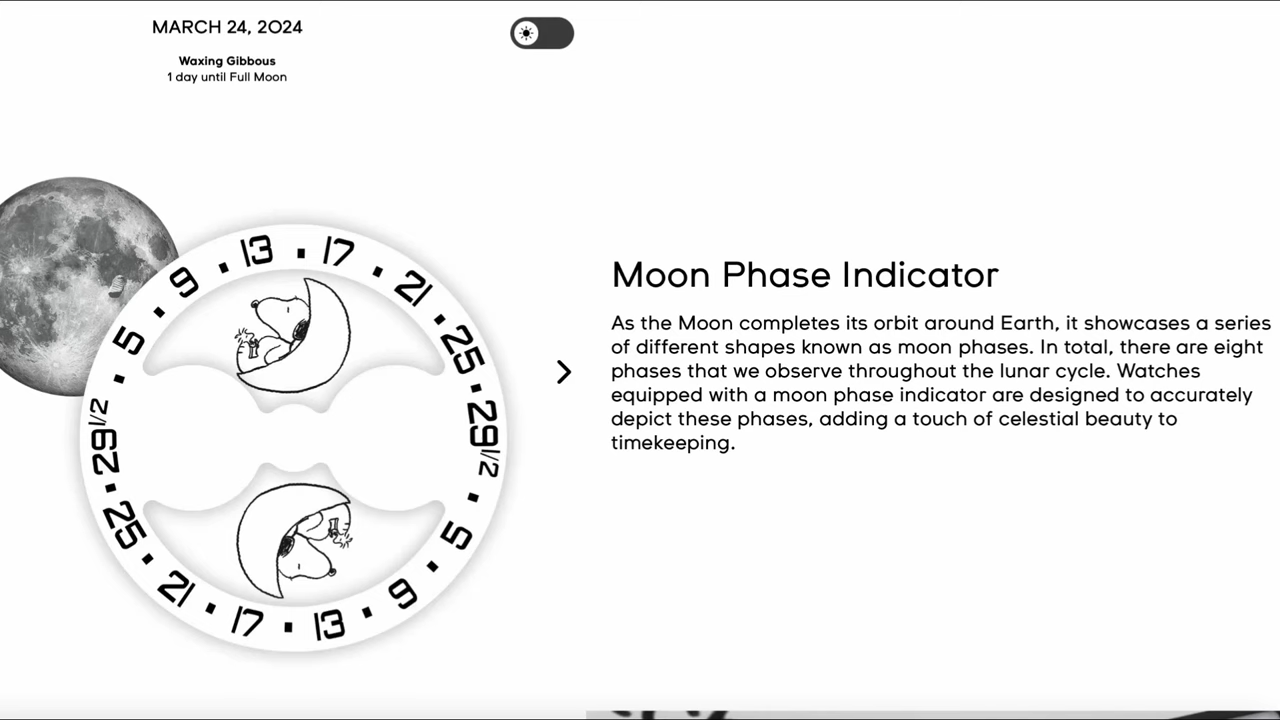 MARCH 24, 2024
Waxing Gibbous
1 day until Full Moon
29 1/2 · 5 · 9 · 13 · 17 · 21 · 25 · 29 1/2 · 5 · 9 · 13 · 17 · 21 · 25 ·
Moon Phase Indicator
As the Moon completes its orbit around Earth, it showcases a series
of different shapes known as moon phases. In total, there are eight
phases that we observe throughout the lunar cycle. Watches
equipped with a moon phase indicator are designed to accurately
depict these phases, adding a touch of celestial beauty to
timekeeping.